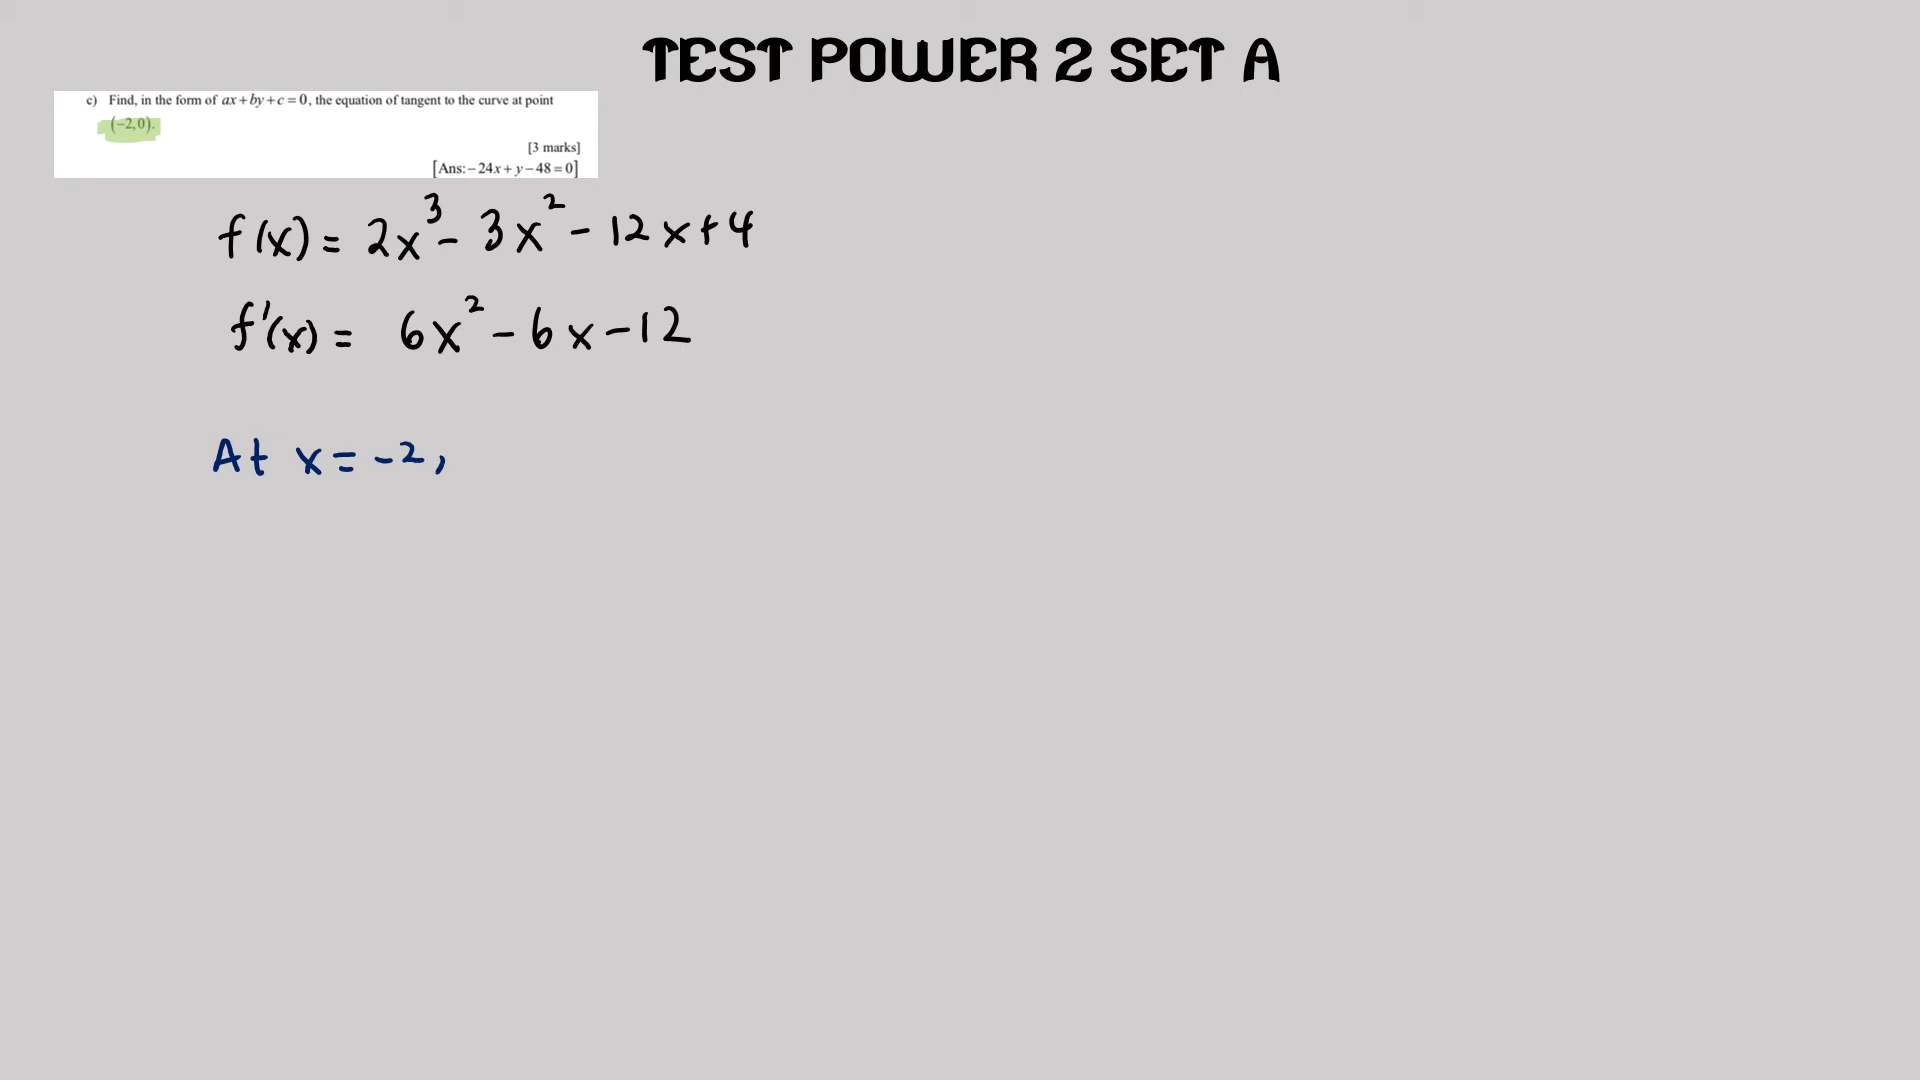 TEST POWER 2 SET A
c) Find, in the form of ax+by+c=0, the equation of tangent to the curve at point
(−2,0).
[3 marks]
[Ans:−24x+y−48=0]
f(x) = 2x³ - 3x² - 12x + 4
f'(x) = 6x² - 6x - 12
At x = -2,